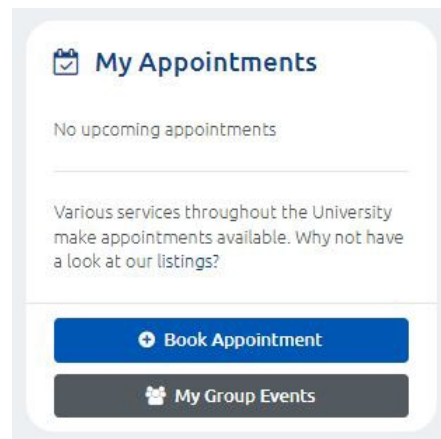 My Appointments
No upcoming appointments
Various services throughout the University
make appointments available. Why not have
a look at our listings?
Book Appointment
My Group Events